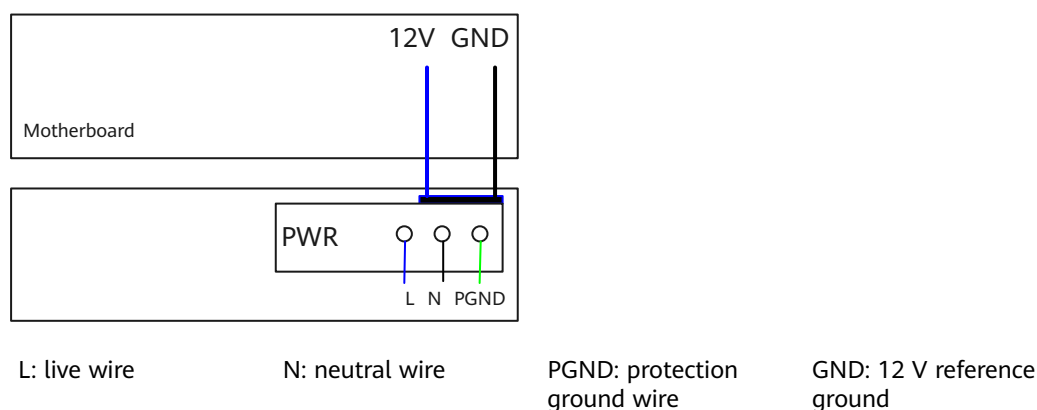 12V GND
Motherboard
PWR
L N PGND
L: live wire
N: neutral wire
PGND: protection
ground wire
GND: 12 V reference
ground